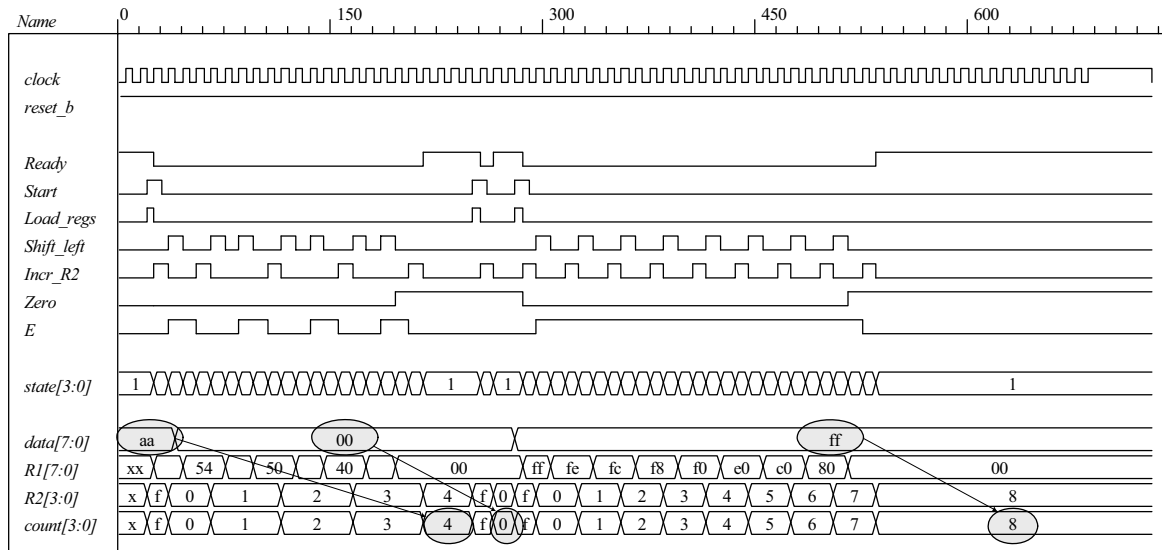 Name 0 150 300 450 600
clock
reset_b
Ready
Start
Load_regs
Shift_left
Incr_R2
Zero
E
state[3:0] 1 1 1 1
data[7:0] aa 00 ff
R1[7:0] xx 54 50 40 00 ff fe fc f8 f0 e0 c0 80 00
R2[3:0] x f 0 1 2 3 4 f 0 f 0 1 2 3 4 5 6 7 8
count[3:0] x f 0 1 2 3 4 f 0 f 0 1 2 3 4 5 6 7 8